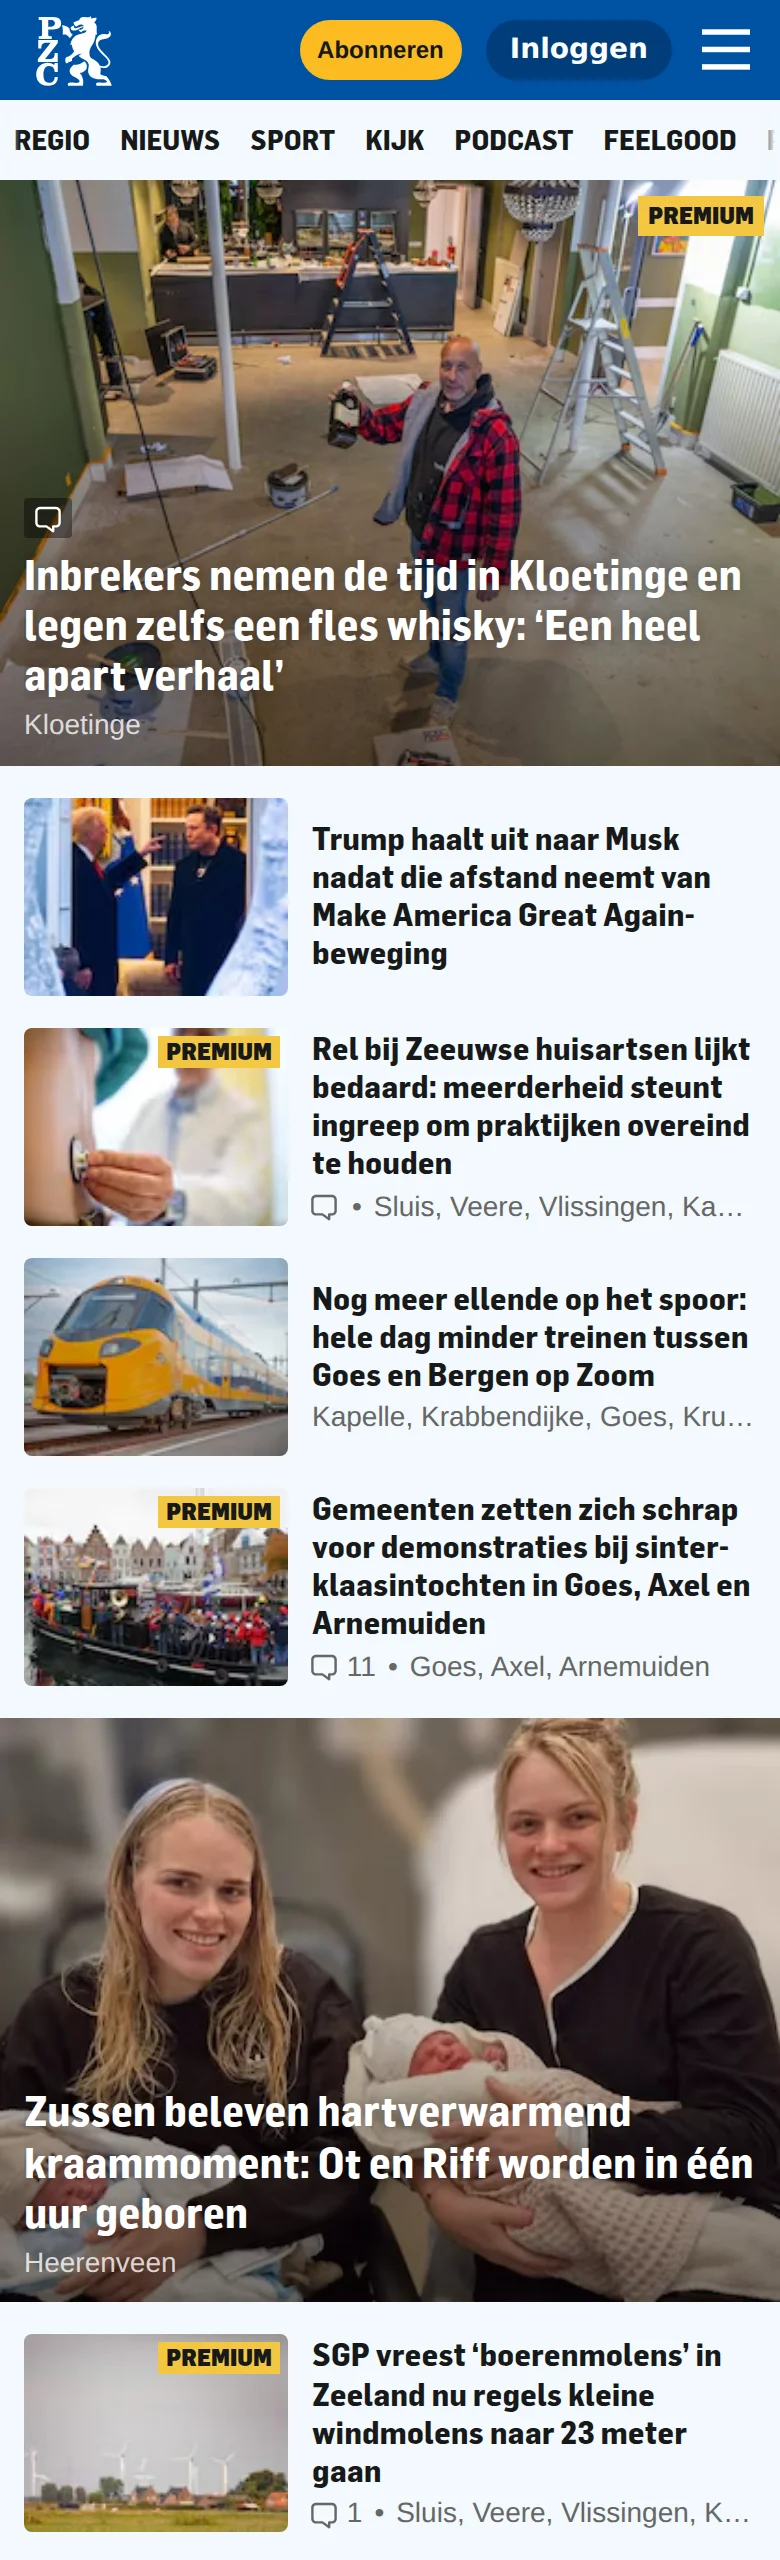 PZC
Abonneren
Inloggen
REGIO NIEUWS SPORT KIJK PODCAST FEELGOOD
PREMIUM
Inbrekers nemen de tijd in Kloetinge en
legen zelfs een fles whisky: ‘Een heel
apart verhaal’
Kloetinge
Trump haalt uit naar Musk
nadat die afstand neemt van
Make America Great Again-
beweging
PREMIUM
Rel bij Zeeuwse huisartsen lijkt
bedaard: meerderheid steunt
ingreep om praktijken overeind
te houden
• Sluis, Veere, Vlissingen, Ka…
Nog meer ellende op het spoor:
hele dag minder treinen tussen
Goes en Bergen op Zoom
Kapelle, Krabbendijke, Goes, Kru…
PREMIUM
Gemeenten zetten zich schrap
voor demonstraties bij sinter-
klaasintochten in Goes, Axel en
Arnemuiden
11 • Goes, Axel, Arnemuiden
Zussen beleven hartverwarmend
kraammoment: Ot en Riff worden in één
uur geboren
Heerenveen
PREMIUM
SGP vreest ‘boerenmolens’ in
Zeeland nu regels kleine
windmolens naar 23 meter
gaan
1 • Sluis, Veere, Vlissingen, K…